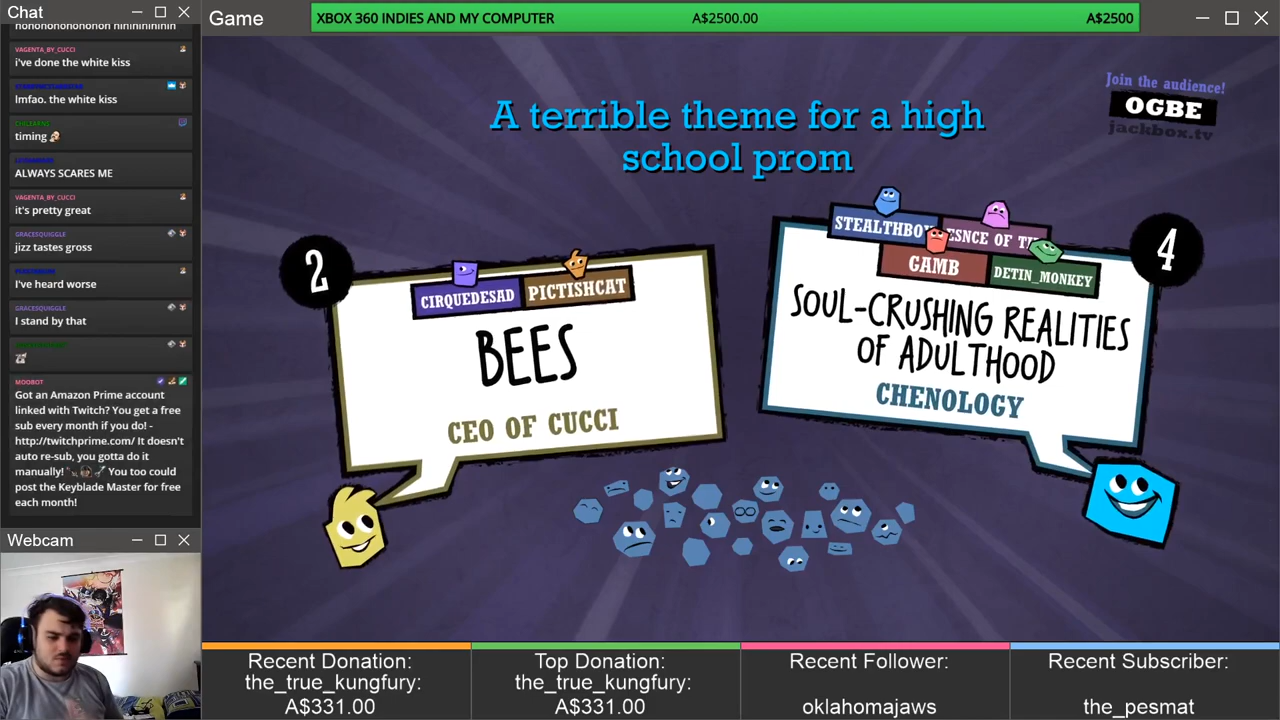 Chat
Game
XBOX 360 INDIES AND MY COMPUTER
A$2500.00
A$2500
VAGENTA_BY_CUCCI
i've done the white kiss
lmfao. the white kiss
timing
ALWAYS SCARES ME
VAGENTA_BY_CUCCI
it's pretty great
GRACESQUIGGLE
jizz tastes gross
I've heard worse
GRACESQUIGGLE
I stand by that
MOOBOT
Got an Amazon Prime account
linked with Twitch? You get a free
sub every month if you do! -
http://twitchprime.com/ It doesn't
auto re-sub, you gotta do it
manually! You too could
post the Keyblade Master for free
each month!
Webcam
Join the audience!
OGBE
jackbox.tv
A terrible theme for a high
school prom
2
CIRQUEDESAD
PICTISHCAT
BEES
CEO OF CUCCI
4
STEALTHBO
ESNCE OF T
GAMB
DETIN_MONKEY
SOUL-CRUSHING REALITIES
OF ADULTHOOD
CHENOLOGY
Recent Donation:
the_true_kungfury:
A$331.00
Top Donation:
the_true_kungfury:
A$331.00
Recent Follower:
oklahomajaws
Recent Subscriber:
the_pesmat